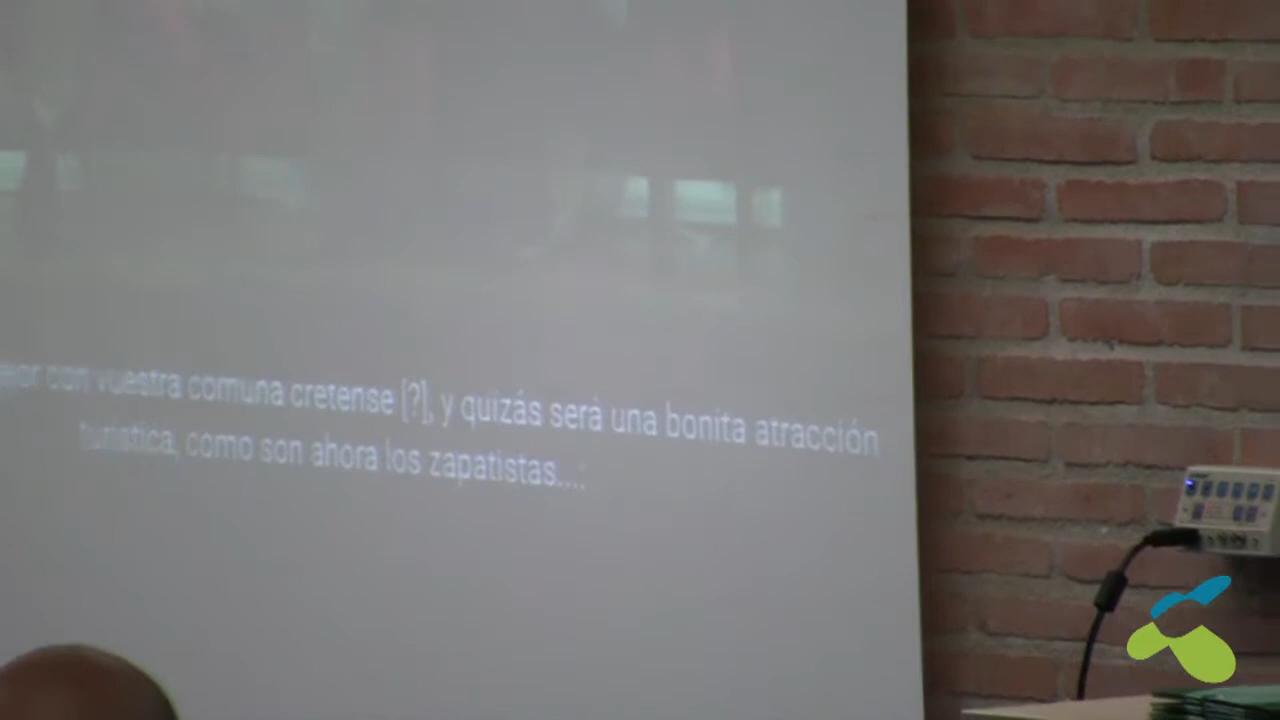 con vuestra comuna cretense [?], y quizás será una bonita atracción
turística, como son ahora los zapatistas....